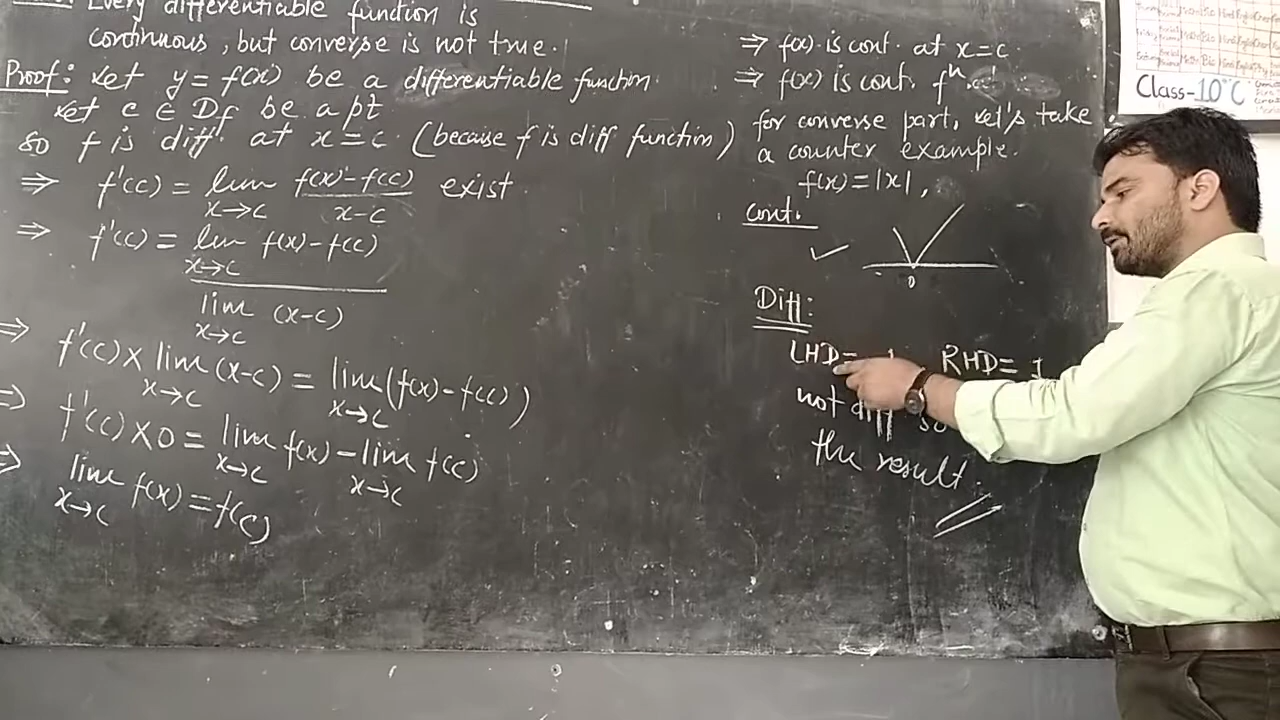 Every differentiable function is
continuous, but converse is not true.
Proof: Let y = f(x) be a differentiable function.
Let c ∈ Df be a pt
so f is diff. at x = c. (because f is diff function)
⇒ f'(c) = lim x→c f(x) - f(c) / x - c exist.
⇒ f'(c) = lim x→c f(x) - f(c)
lim x→c (x - c)
⇒ f'(c) × lim x→c (x - c) = lim x→c (f(x) - f(c))
⇒ f'(c) × 0 = lim x→c f(x) - lim x→c f(c)
⇒ lim x→c f(x) = f(c)
⇒ f(x) is cont. at x = c.
⇒ f(x) is cont. fⁿ
for converse part, Let's take
a counter example.
f(x) = |x|,
cont.
✓
0
Diff:
LHD = RHD = 1
not diff so
the result.
Class-10th C